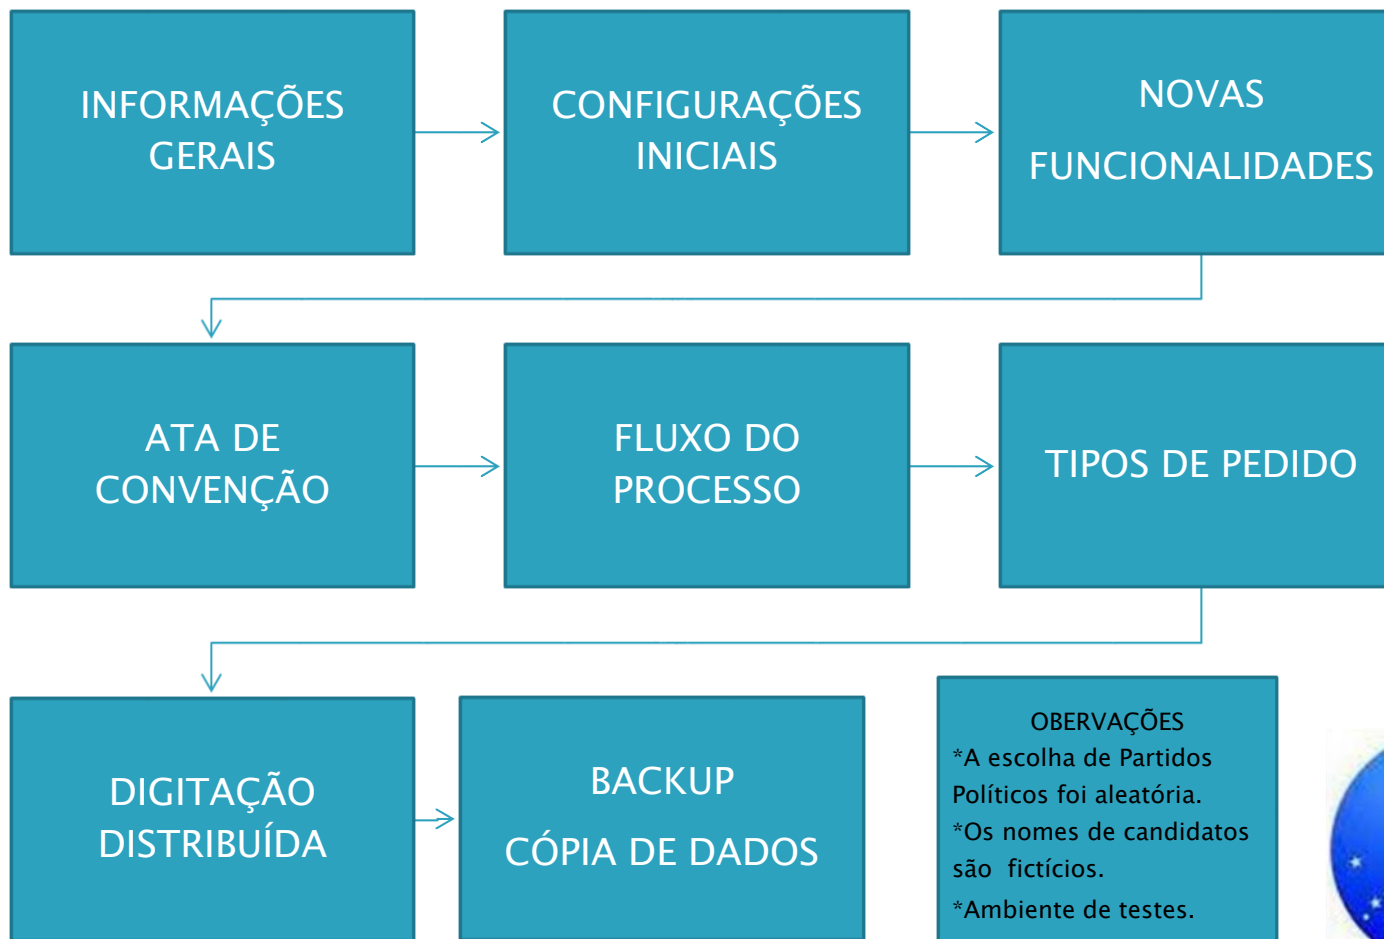 INFORMAÇÕES
GERAIS
CONFIGURAÇÕES
INICIAIS
NOVAS
FUNCIONALIDADES
ATA DE
CONVENÇÃO
FLUXO DO
PROCESSO
TIPOS DE PEDIDO
DIGITAÇÃO
DISTRIBUÍDA
BACKUP
CÓPIA DE DADOS
OBERVAÇÕES
*A escolha de Partidos
Políticos foi aleatória.
*Os nomes de candidatos
são fictícios.
*Ambiente de testes.